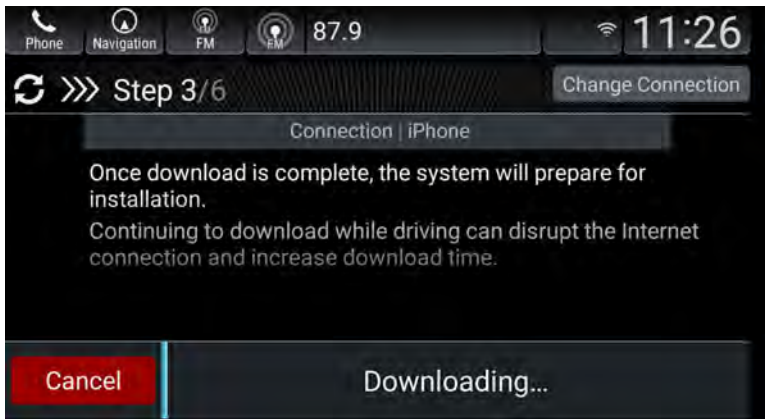 Phone
Navigation
FM
FM
87.9
11:26
Step 3/6
Change Connection
Connection | iPhone
Once download is complete, the system will prepare for
installation.
Continuing to download while driving can disrupt the Internet
connection and increase download time.
Cancel
Downloading...